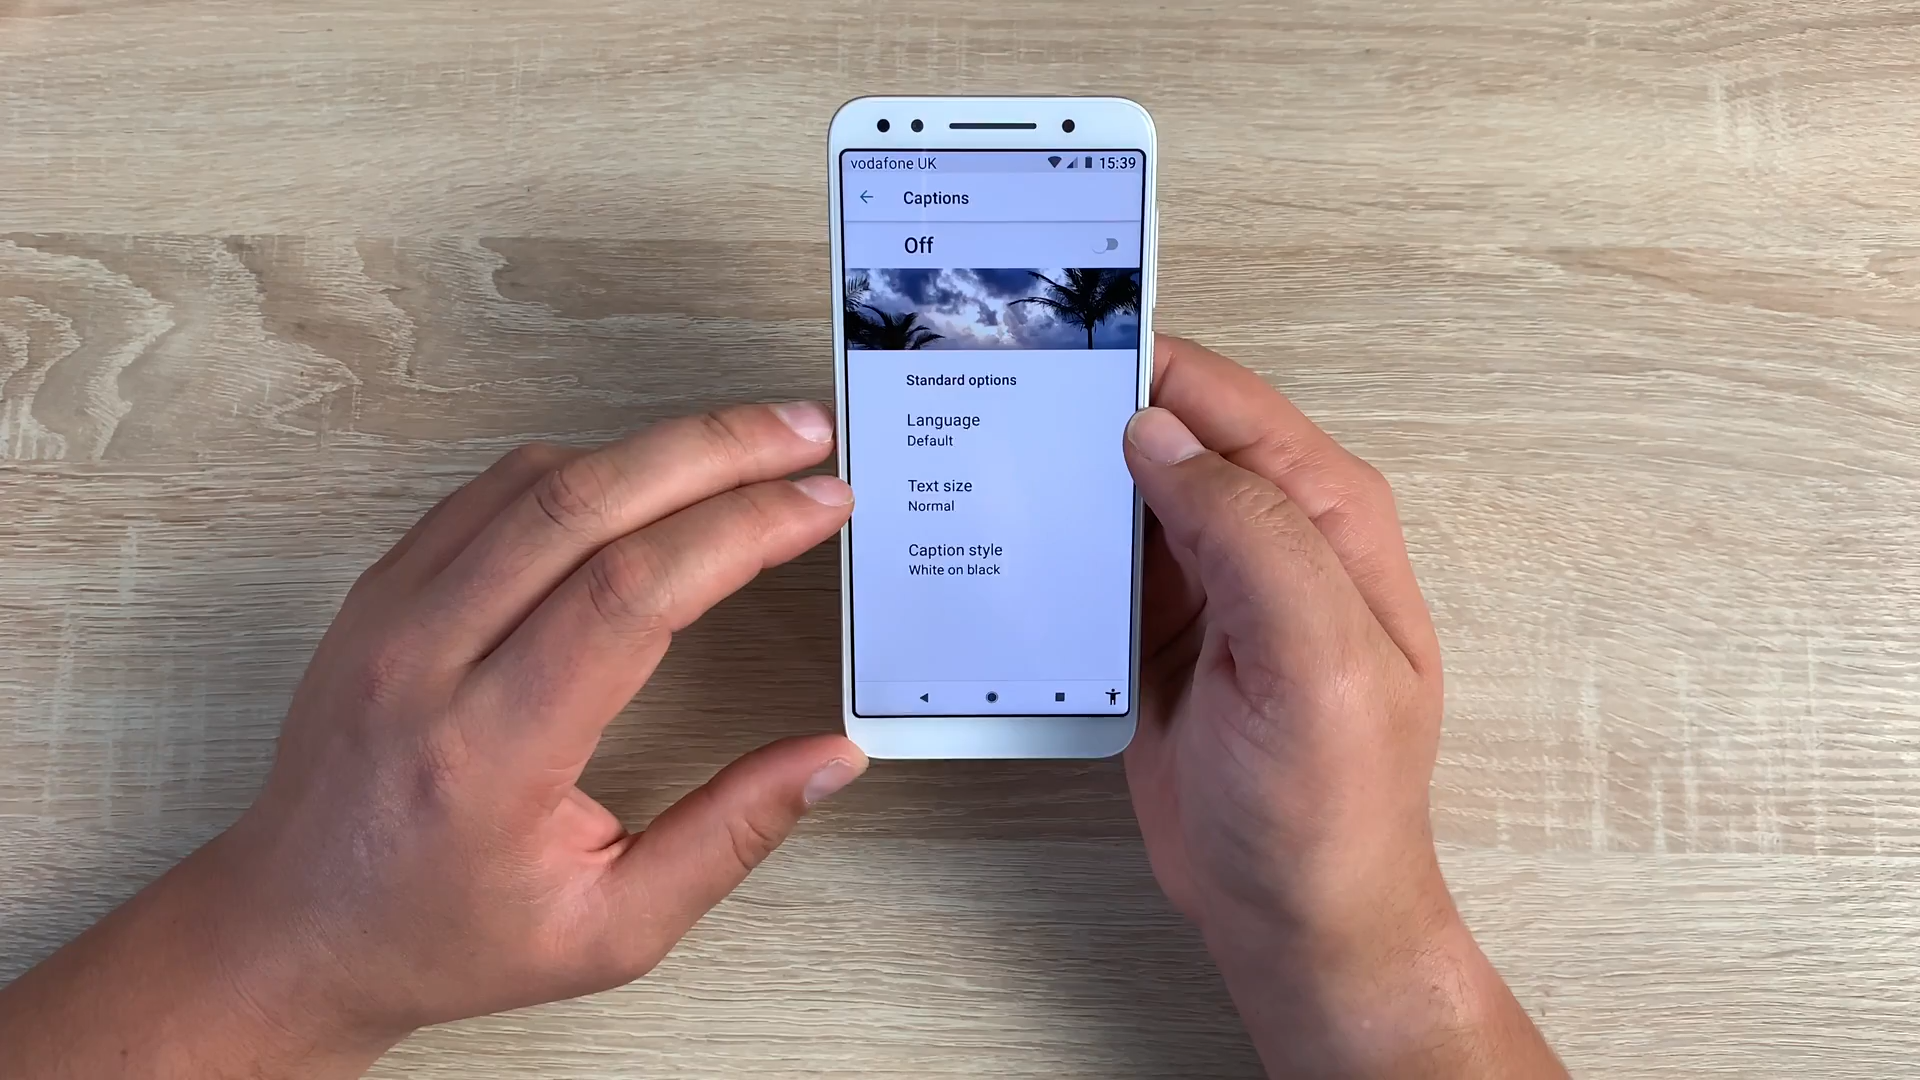 vodafone UK 15:39
Captions
Off
Standard options
Language
Default
Text size
Normal
Caption style
White on black